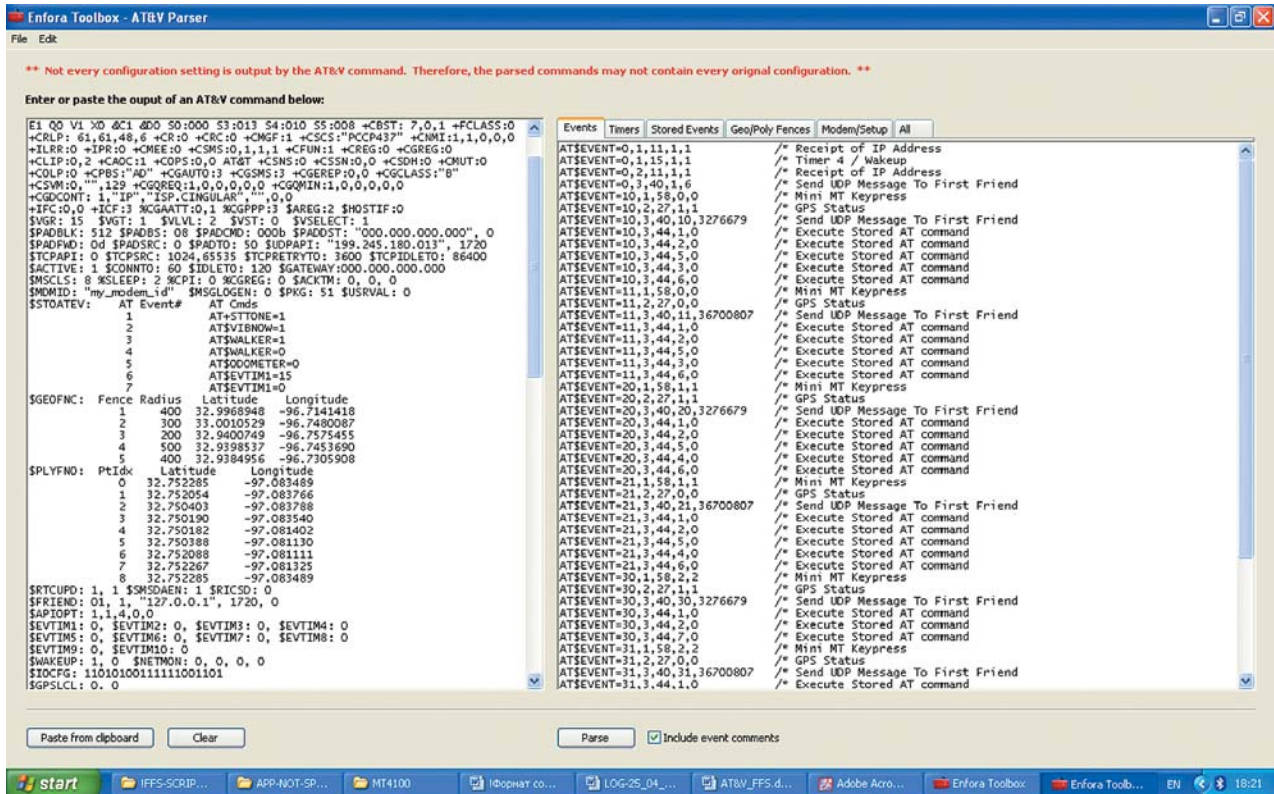 Enfora Toolbox - AT&V Parser
File Edit
** Not every configuration setting is output by the AT&V command. Therefore, the parsed commands may not contain every orignal configuration. **
Enter or paste the ouput of an AT&V command below:
E1 Q0 V1 X0 &C1 &D0 S0:000 S3:013 S4:010 S5:008 +CBST: 7,0,1 +FCLASS:0
+CRLP: 61,61,48,6 +CR:0 +CRC:0 +CMGF:1 +CSCS:"PCCP437" +CNMI:1,1,0,0,0
+ILRR:0 +IPR:0 +CMEE:0 +CSMS:0,1,1,1 +CFUN:1 +CREG:0 +CGREG:0
+CLIP:0,2 +CAOC:1 +COPS:0,0 AT&T +CSNS:0 +CSSN:0,0 +CSDH:0 +CMUT:0
+COLP:0 +CPBS:"AD" +CGAUTO:3 +CGSMS:3 +CGEREP:0,0 +CGCLASS:"B"
+CSVM:0,"",129 +CGQREQ:1,0,0,0,0,0 +CGQMIN:1,0,0,0,0,0
+CGDCONT: 1,"IP","ISP.CINGULAR","",0,0
+IFC:0,0 +ICF:3 %CGAATT:0,1 %CGPPP:3 $AREG:2 $HOSTIF:0
$VGR: 15 $VGT: 1 $VLVL: 2 $VST: 0 $VSELECT: 1
$PADBLK: 512 $PADBS: 08 $PADCMD: 000b $PADDST: "000.000.000.000", 0
$PADFWD: 0d $PADSRC: 0 $PADTO: 50 $UDPAPI: "199.245.180.013", 1720
$TCPAPI: 0 $TCPSRC: 1024,65535 $TCPRETRYTO: 3600 $TCPIDLETO: 86400
$ACTIVE: 1 $CONNTO: 60 $IDLETO: 120 $GATEWAY:000.000.000.000
$MSCLS: 8 %SLEEP: 2 %CPI: 0 %CGREG: 0 $ACKTM: 0, 0, 0
$MDMID: "my_modem_id" $MSGLOGEN: 0 $PKG: 51 $USRVAL: 0
$STOATEV: AT Event# AT Cmds
1 AT+STTONE=1
2 AT$VIBNOW=1
3 AT$WALKER=1
4 AT$WALKER=0
5 AT$ODOMETER=0
6 AT$EVTIM1=15
7 AT$EVTIM1=0
$GEOFNC: Fence Radius Latitude Longitude
1 400 32.9968948 -96.7141418
2 300 33.0010529 -96.7480087
3 200 32.9400749 -96.7575455
4 500 32.9398537 -96.7453690
5 400 32.9384956 -96.7305908
$PLYFNO: PtIdx Latitude Longitude
0 32.752285 -97.083489
1 32.752054 -97.083766
2 32.750403 -97.083788
3 32.750190 -97.083540
4 32.750182 -97.081402
5 32.750388 -97.081130
6 32.752088 -97.081111
7 32.752267 -97.081325
8 32.752285 -97.083489
$RTCUPD: 1, 1 $SMSDAEN: 1 $RICSD: 0
$FRIEND: 01, 1, "127.0.0.1", 1720, 0
$APIOPT: 1,1,4,0,0
$EVTIM1: 0, $EVTIM2: 0, $EVTIM3: 0, $EVTIM4: 0
$EVTIM5: 0, $EVTIM6: 0, $EVTIM7: 0, $EVTIM8: 0
$EVTIM9: 0, $EVTIM10: 0
$WAKEUP: 1, 0 $NETMON: 0, 0, 0, 0
$IOCFG: 11010100111111001101
$GPSLCL: 0, 0
Events Timers Stored Events Geo/Poly Fences Modem/Setup All
AT$EVENT=0,1,11,1,1 /* Receipt of IP Address
AT$EVENT=0,1,15,1,1 /* Timer 4 / Wakeup
AT$EVENT=0,2,11,1,1 /* Receipt of IP Address
AT$EVENT=0,3,40,1,6 /* Send UDP Message To First Friend
AT$EVENT=10,1,58,0,0 /* Mini MT Keypress
AT$EVENT=10,2,27,1,1 /* GPS Status
AT$EVENT=10,3,40,10,3276679 /* Send UDP Message To First Friend
AT$EVENT=10,3,44,1,0 /* Execute Stored AT command
AT$EVENT=10,3,44,2,0 /* Execute Stored AT command
AT$EVENT=10,3,44,5,0 /* Execute Stored AT command
AT$EVENT=10,3,44,3,0 /* Execute Stored AT command
AT$EVENT=10,3,44,6,0 /* Execute Stored AT command
AT$EVENT=11,1,58,0,0 /* Mini MT Keypress
AT$EVENT=11,2,27,0,0 /* GPS Status
AT$EVENT=11,3,40,11,36700807 /* Send UDP Message To First Friend
AT$EVENT=11,3,44,1,0 /* Execute Stored AT command
AT$EVENT=11,3,44,2,0 /* Execute Stored AT command
AT$EVENT=11,3,44,5,0 /* Execute Stored AT command
AT$EVENT=11,3,44,3,0 /* Execute Stored AT command
AT$EVENT=11,3,44,6,0 /* Execute Stored AT command
AT$EVENT=20,1,58,1,1 /* Mini MT Keypress
AT$EVENT=20,2,27,1,1 /* GPS Status
AT$EVENT=20,3,40,20,3276679 /* Send UDP Message To First Friend
AT$EVENT=20,3,44,1,0 /* Execute Stored AT command
AT$EVENT=20,3,44,2,0 /* Execute Stored AT command
AT$EVENT=20,3,44,5,0 /* Execute Stored AT command
AT$EVENT=20,3,44,4,0 /* Execute Stored AT command
AT$EVENT=20,3,44,6,0 /* Execute Stored AT command
AT$EVENT=21,1,58,1,1 /* Mini MT Keypress
AT$EVENT=21,2,27,0,0 /* GPS Status
AT$EVENT=21,3,40,21,36700807 /* Send UDP Message To First Friend
AT$EVENT=21,3,44,1,0 /* Execute Stored AT command
AT$EVENT=21,3,44,2,0 /* Execute Stored AT command
AT$EVENT=21,3,44,5,0 /* Execute Stored AT command
AT$EVENT=21,3,44,4,0 /* Execute Stored AT command
AT$EVENT=21,3,44,6,0 /* Execute Stored AT command
AT$EVENT=30,1,58,2,2 /* Mini MT Keypress
AT$EVENT=30,2,27,1,1 /* GPS Status
AT$EVENT=30,3,40,30,3276679 /* Send UDP Message To First Friend
AT$EVENT=30,3,44,1,0 /* Execute Stored AT command
AT$EVENT=30,3,44,2,0 /* Execute Stored AT command
AT$EVENT=30,3,44,7,0 /* Execute Stored AT command
AT$EVENT=31,1,58,2,2 /* Mini MT Keypress
AT$EVENT=31,2,27,0,0 /* GPS Status
AT$EVENT=31,3,40,31,36700807 /* Send UDP Message To First Friend
AT$EVENT=31,3,44,1,0 /* Execute Stored AT command
Paste from clipboard Clear Parse Include event comments
start IFFS-SCRIP... APP-NOT-SP... MT4100 !Формат со... LOG-25_04_... AT&V_FFS.d... Adobe Acro... Enfora Toolbox Enfora Toolb... EN 18:21